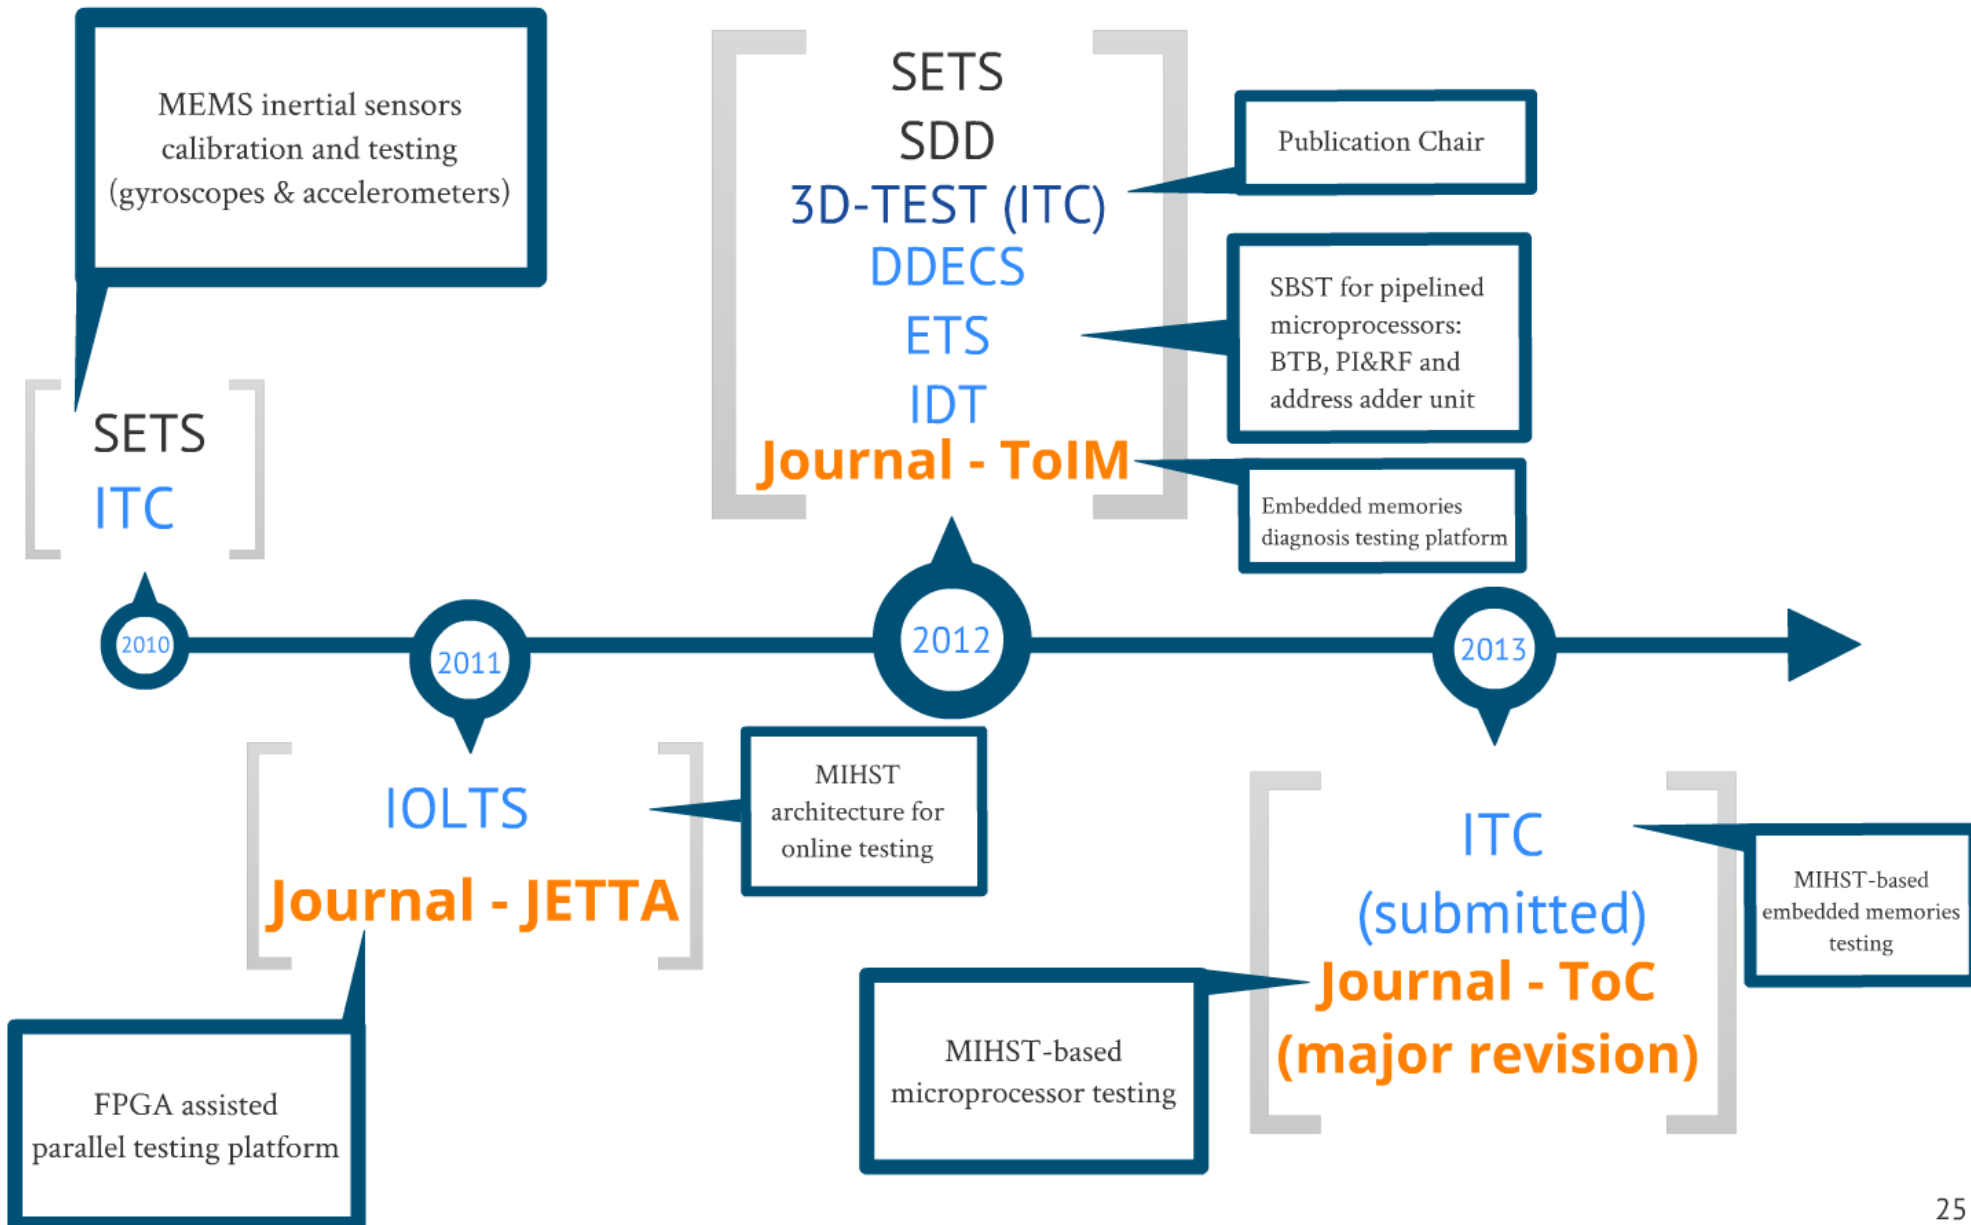 MEMS inertial sensors
calibration and testing
(gyroscopes & accelerometers)
SETS
ITC
SETS
SDD
3D-TEST (ITC)
DDECS
ETS
IDT
Journal - ToIM
Publication Chair
SBST for pipelined
microprocessors:
BTB, PI&RF and
address adder unit
Embedded memories
diagnosis testing platform
2010
2011
2012
2013
IOLTS
Journal - JETTA
MIHST
architecture for
online testing
FPGA assisted
parallel testing platform
ITC
(submitted)
Journal - ToC
(major revision)
MIHST-based
embedded memories
testing
MIHST-based
microprocessor testing
25